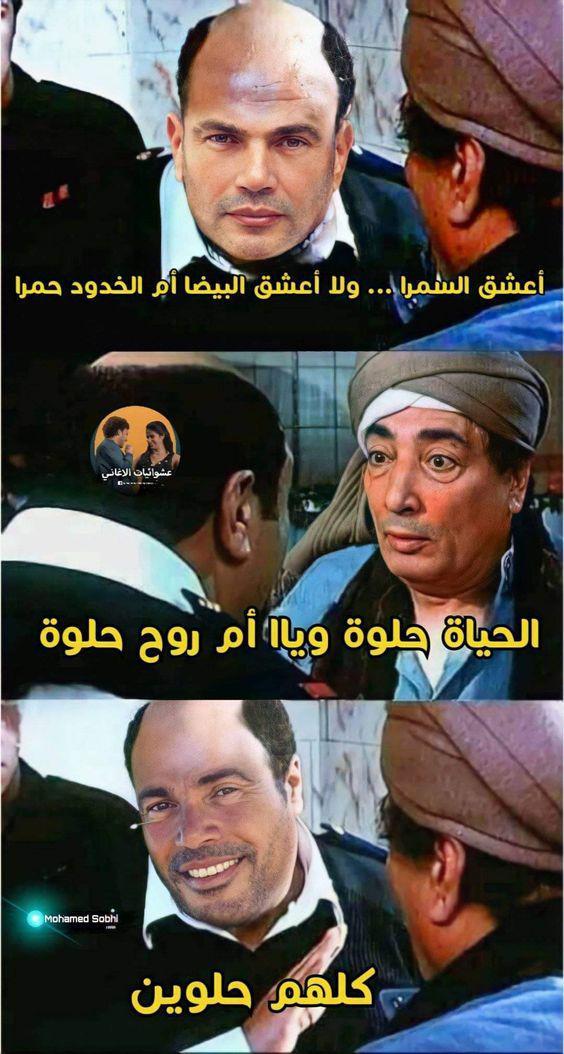 أعشق السمرا ... ولا أعشق البيضا أم الخدود حمرا
عشوائيات الاغاني
الحياة حلوة وياا أم روح حلوة
Mohamed Sobhi
كلهم حلوين